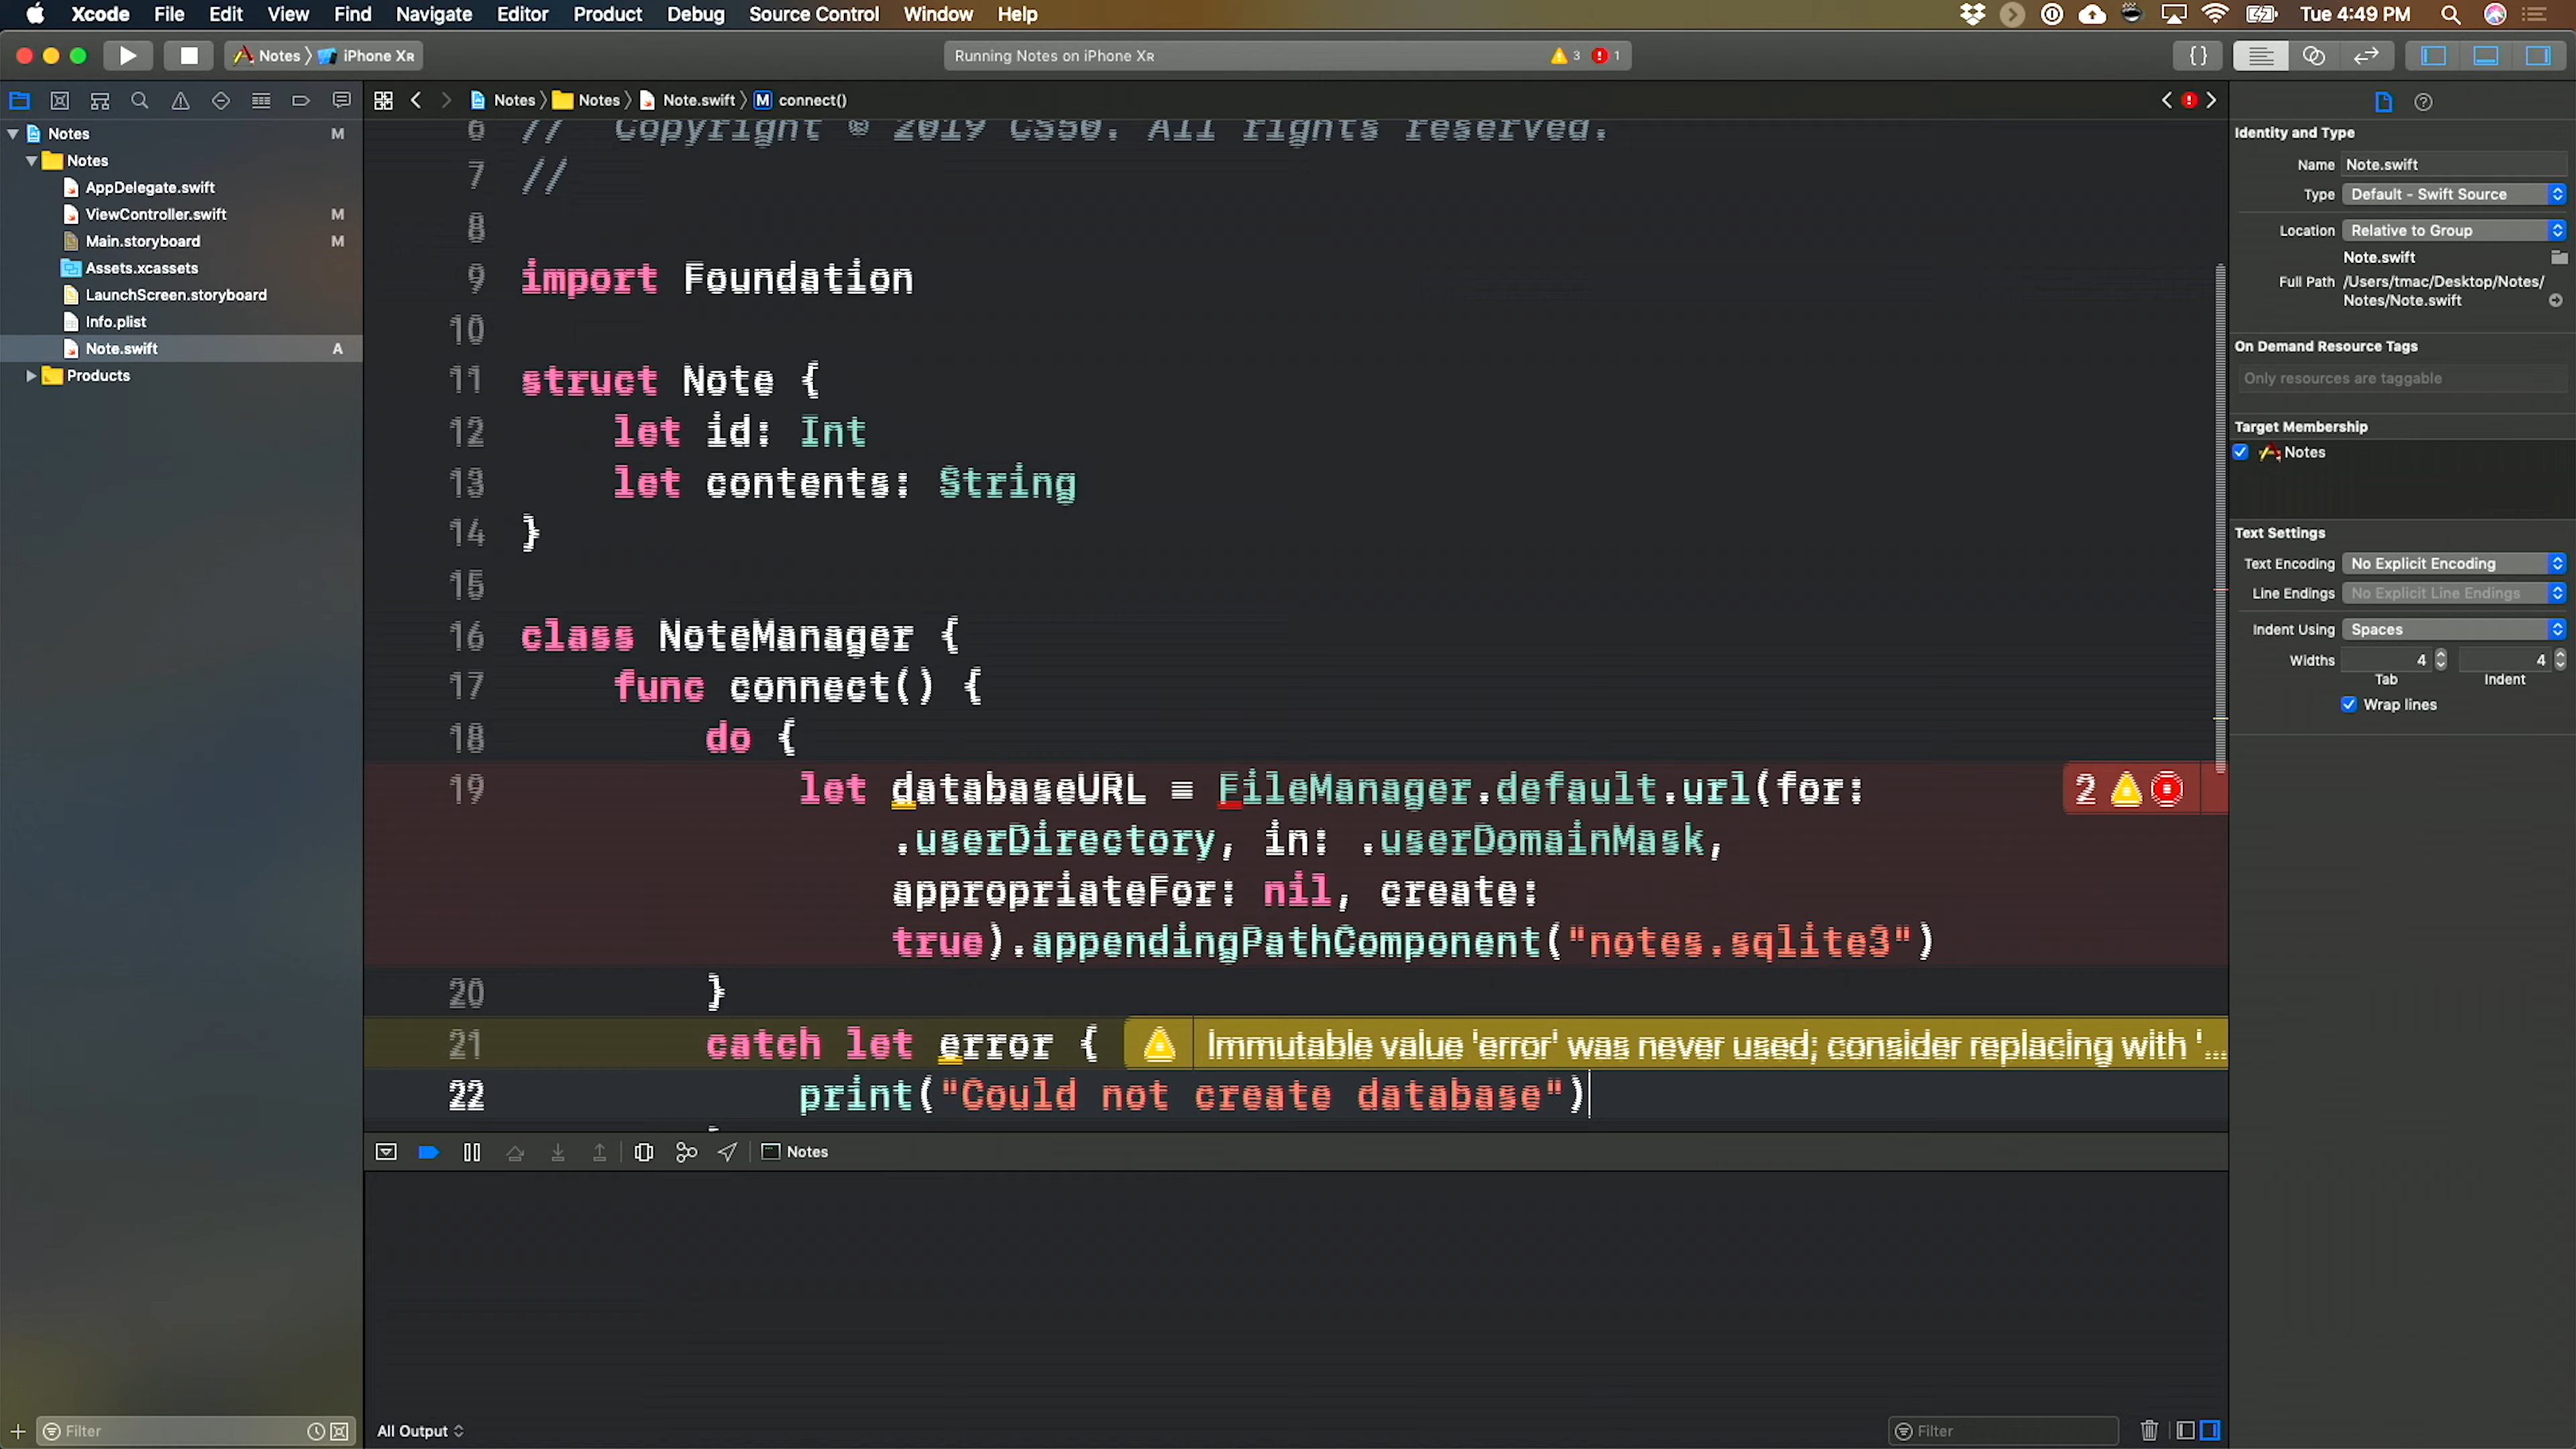 Xcode File Edit View Find Navigate Editor Product Debug Source Control Window Help Tue 4:49 PM
Notes iPhone XR Running Notes on iPhone XR 3 1 {}
Notes Notes Note.swift M connect()
Notes M
Notes
AppDelegate.swift
ViewController.swift M
Main.storyboard M
Assets.xcassets
LaunchScreen.storyboard
Info.plist
Note.swift A
Products
6 // Copyright © 2019 CS50. All rights reserved.
7 //
8
9 import Foundation
10
11 struct Note {
12 let id: Int
13 let contents: String
14 }
15
16 class NoteManager {
17 func connect() {
18 do {
19 let databaseURL = FileManager.default.url(for: 2
.userDirectory, in: .userDomainMask,
appropriateFor: nil, create:
true).appendingPathComponent("notes.sqlite3")
20 }
21 catch let error { Immutable value 'error' was never used; consider replacing with '...
22 print("Could not create database")
Notes
All Output
Filter
Filter
Identity and Type
Name Note.swift
Type Default - Swift Source
Location Relative to Group
Note.swift
Full Path /Users/tmac/Desktop/Notes/
Notes/Note.swift
On Demand Resource Tags
Only resources are taggable
Target Membership
Notes
Text Settings
Text Encoding No Explicit Encoding
Line Endings No Explicit Line Endings
Indent Using Spaces
Widths 4 4
Tab Indent
Wrap lines